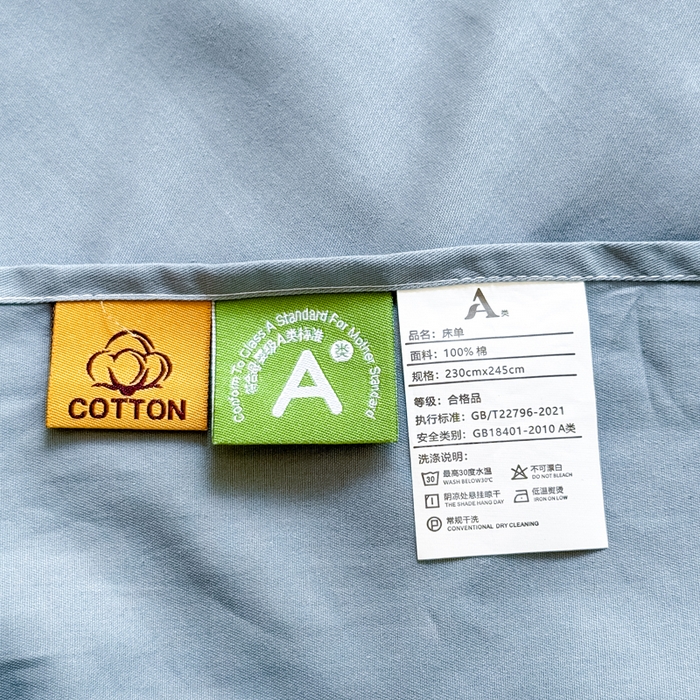 COTTON
Conform To Class A Standard For Mother Standard
符合婴幼A类标准
类
A
A类
品名：床单
面料：100% 棉
规格：230cmx245cm
等级：合格品
执行标准：GB/T22796-2021
安全类别：GB18401-2010 A类
洗涤说明：
30 最高30度水温
WASH BELOW30℃
不可漂白
DO NOT BLEACH
阴凉处悬挂晾干
THE SHADE HANG DAY
低温熨烫
IRON ON LOW
P 常规干洗
CONVENTIONAL DRY CLEANING